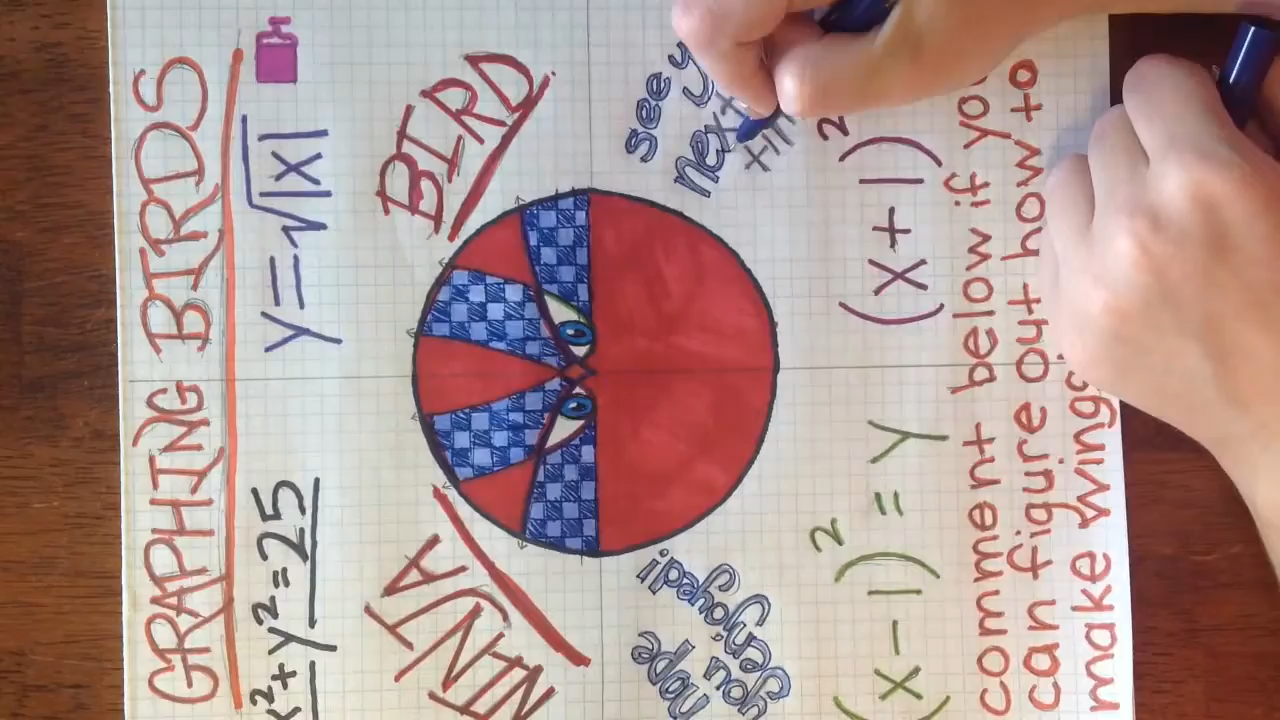 GRAPHING BIRDS
x²+y²=25 y=-√|x|
NINJA BIRD
hope you enjoyed!
see
next
(x-1)²=y (x+1)²
comment below if you
can figure out how to
make wings